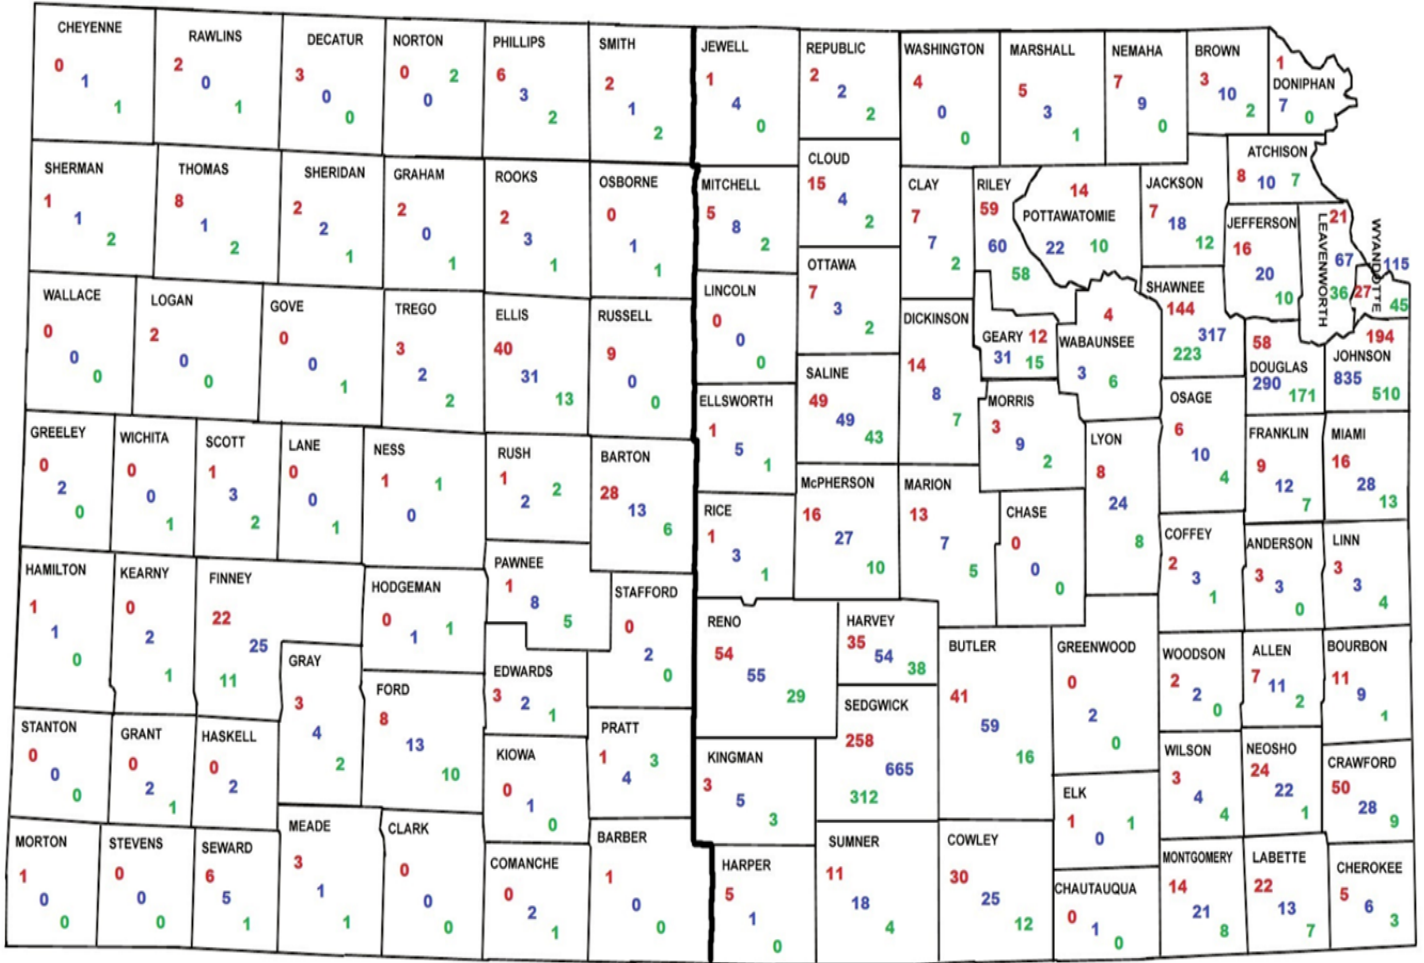 CHEYENNE
0
1
1
RAWLINS
2
0
1
DECATUR
3
0
0
NORTON
0
2
0
PHILLIPS
6
3
2
SMITH
2
1
2
JEWELL
1
4
0
REPUBLIC
2
2
2
WASHINGTON
4
0
0
MARSHALL
5
3
1
NEMAHA
7
9
0
BROWN
3
10
2
1
DONIPHAN
7
0
SHERMAN
1
1
2
THOMAS
8
1
2
SHERIDAN
2
2
1
GRAHAM
2
0
1
ROOKS
2
3
1
OSBORNE
0
1
1
MITCHELL
5
8
2
CLOUD
15
4
2
CLAY
7
7
2
RILEY
59
60
58
14
POTTAWATOMIE
22
10
JACKSON
7
18
12
ATCHISON
8
10
7
JEFFERSON
16
20
10
LEAVENWORTH
21
67
36
WYANDOTTE
115
27
45
WALLACE
0
0
0
LOGAN
2
0
0
GOVE
0
0
1
TREGO
3
2
2
ELLIS
40
31
13
RUSSELL
9
0
0
LINCOLN
0
0
0
OTTAWA
7
3
2
DICKINSON
14
8
7
GEARY
12
31
15
4
WABAUNSEE
3
6
SHAWNEE
144
317
223
58
DOUGLAS
290
171
194
JOHNSON
835
510
GREELEY
0
2
0
WICHITA
0
0
1
SCOTT
1
3
2
LANE
0
0
1
NESS
1
1
0
RUSH
1
2
2
BARTON
28
13
6
ELLSWORTH
1
5
1
SALINE
49
49
43
MORRIS
3
9
2
LYON
8
24
8
OSAGE
6
10
4
FRANKLIN
9
12
7
MIAMI
16
28
13
HAMILTON
1
1
0
KEARNY
0
2
1
FINNEY
22
25
11
HODGEMAN
0
1
1
PAWNEE
1
8
5
STAFFORD
0
2
0
RICE
1
3
1
McPHERSON
16
27
10
MARION
13
7
5
CHASE
0
0
0
COFFEY
2
3
1
ANDERSON
3
3
0
LINN
3
3
4
GRAY
3
4
2
FORD
8
13
10
EDWARDS
3
2
1
RENO
54
55
29
HARVEY
35
54
38
BUTLER
41
59
16
GREENWOOD
0
2
0
WOODSON
2
2
0
ALLEN
7
11
2
BOURBON
11
9
1
STANTON
0
0
0
GRANT
0
2
1
HASKELL
0
2
KIOWA
0
1
0
PRATT
1
3
4
KINGMAN
3
5
3
SEDGWICK
258
665
312
ELK
1
1
0
WILSON
3
4
4
NEOSHO
24
22
1
CRAWFORD
50
28
9
MORTON
1
0
0
STEVENS
0
0
0
SEWARD
6
5
1
MEADE
3
1
1
CLARK
0
0
0
COMANCHE
0
2
1
BARBER
1
0
0
HARPER
5
1
0
SUMNER
11
18
4
COWLEY
30
25
12
CHAUTAUQUA
0
1
0
MONTGOMERY
14
21
8
LABETTE
22
13
7
CHEROKEE
5
6
3